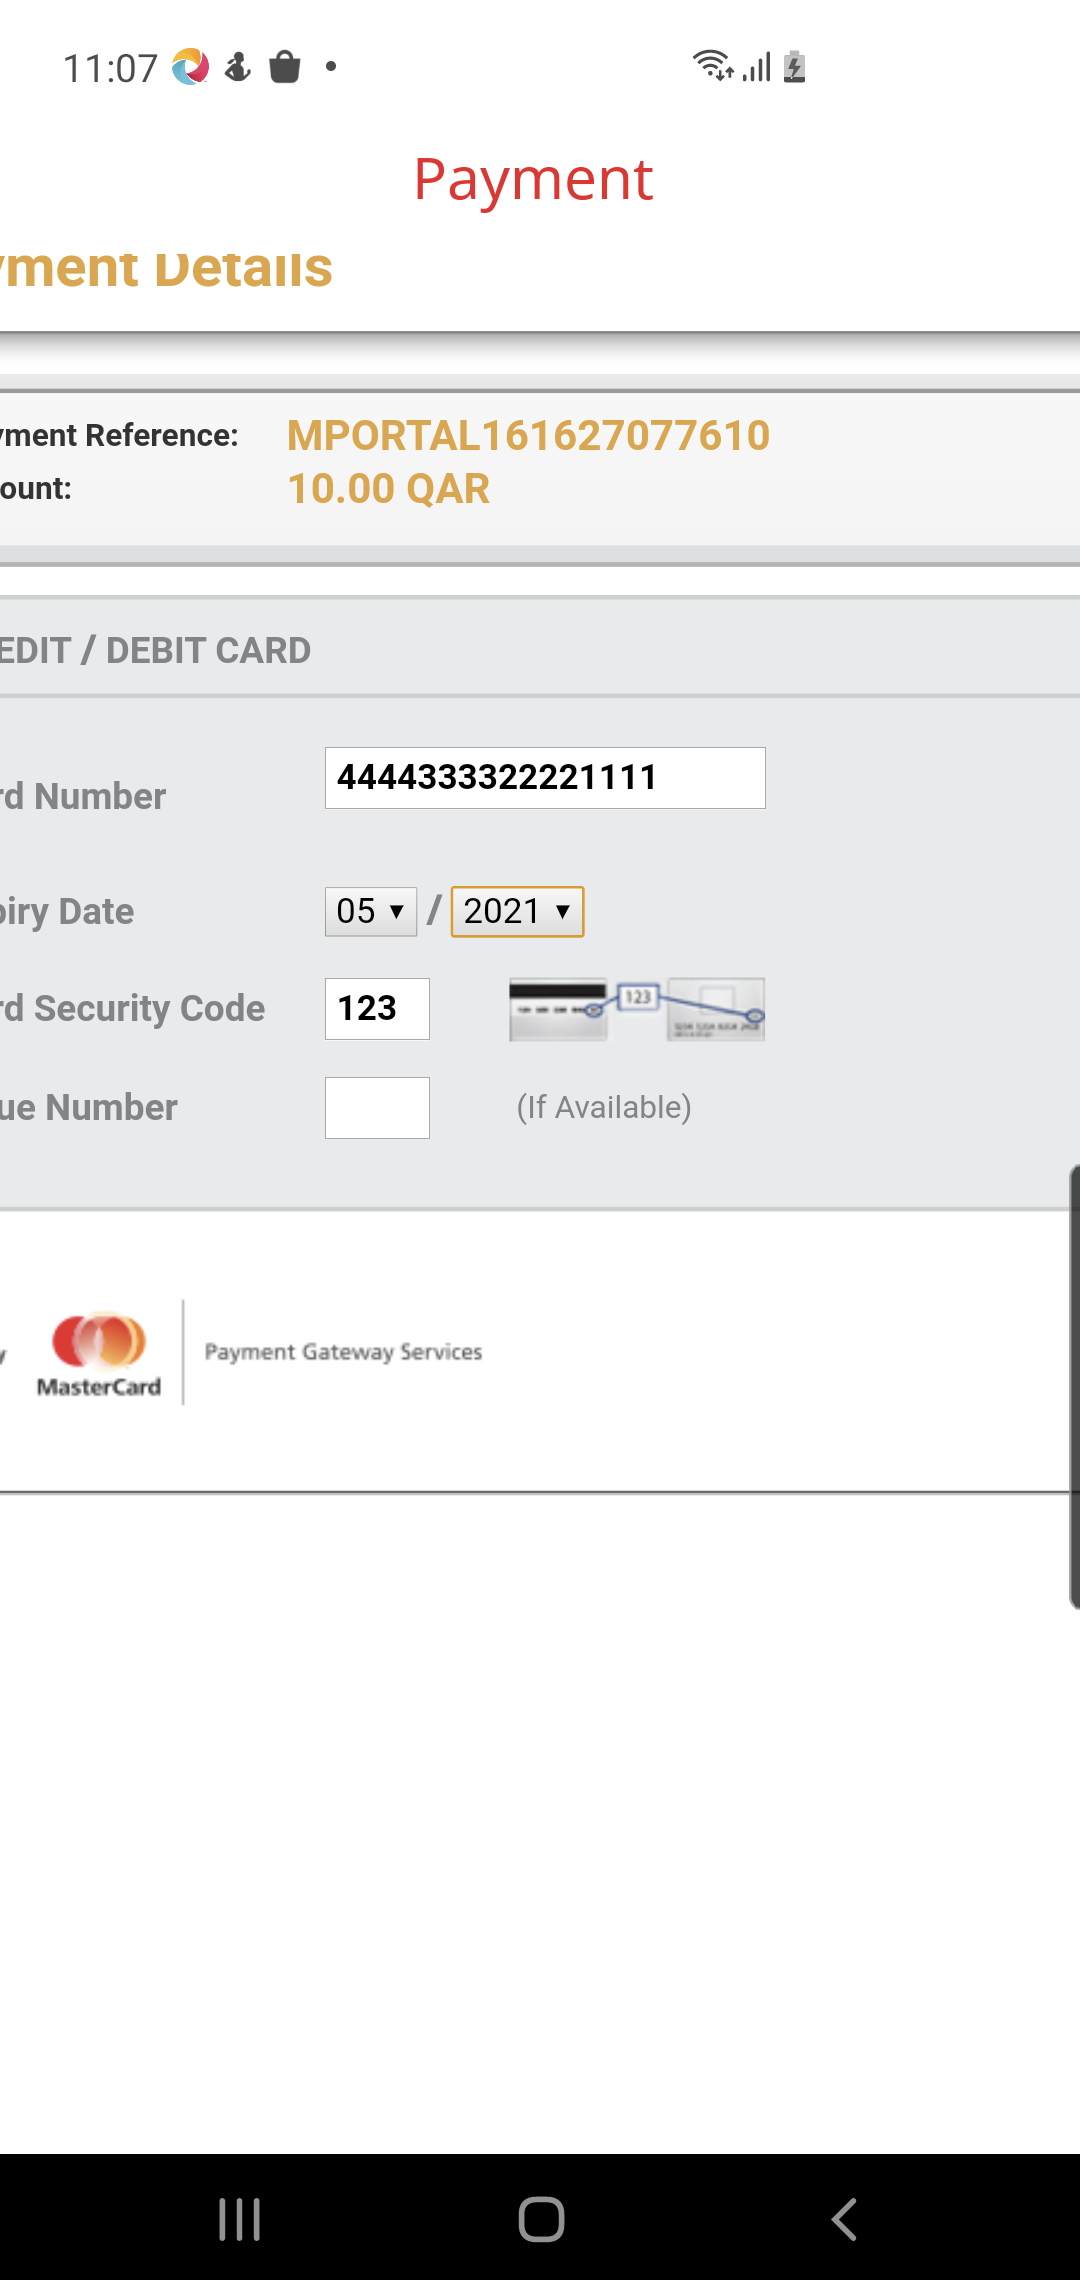 11:07
Payment
yment Details
yment Reference: MPORTAL161627077610
ount: 10.00 QAR
EDIT / DEBIT CARD
rd Number 4444333322221111
iry Date 05 / 2021
rd Security Code 123 123
ue Number (If Available)
y MasterCard Payment Gateway Services